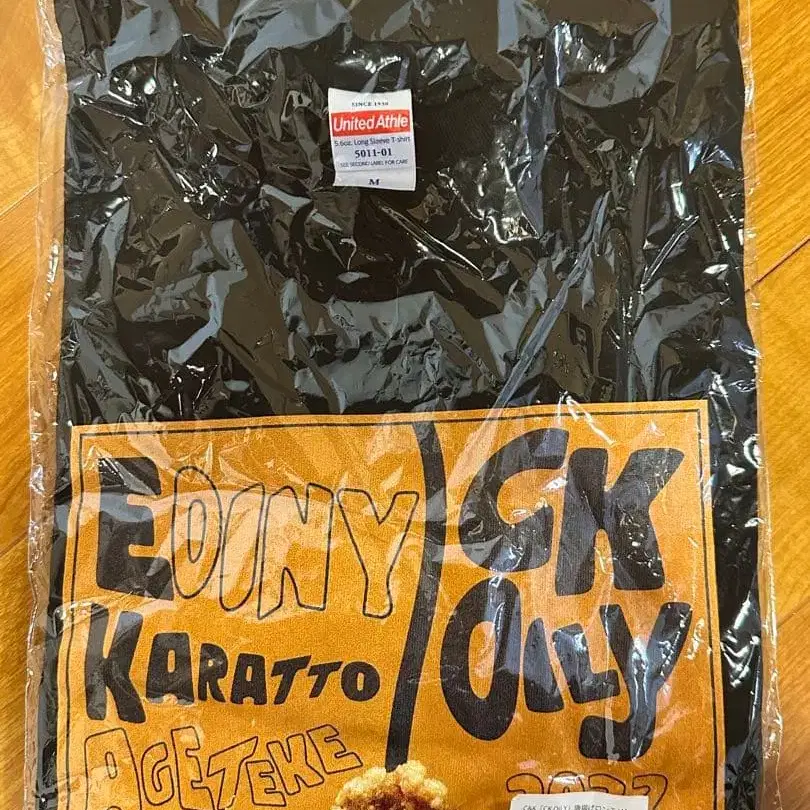 SINCE 1950
United Athle
5.6oz. Long Sleeve T-shirt
5011-01
SEE SECOND LABEL FOR CARE
M
EOINY
KARATTO
AGETEKE
CK
OILY